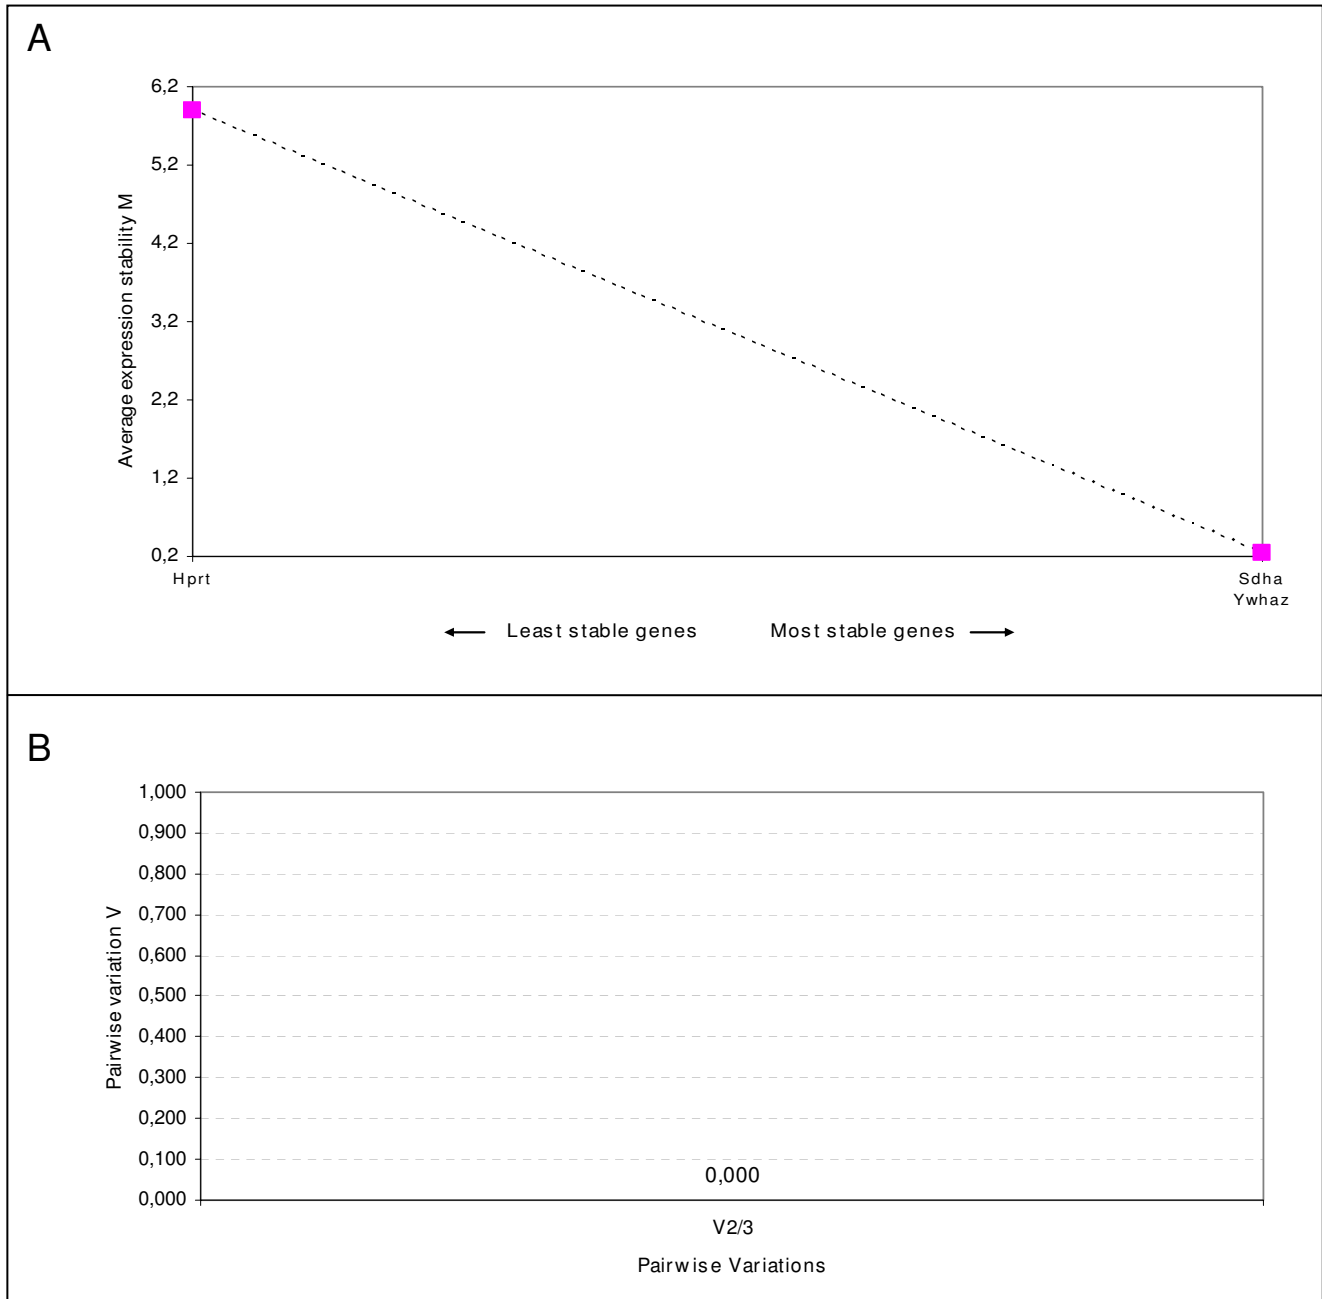 A
6,2
5,2
4,2
3,2
2,2
1,2
0,2
Average expression stability M
Hprt
Sdha
Ywhaz
Least stable genes
Most stable genes
B
1,000
0,900
0,800
0,700
0,600
0,500
0,400
0,300
0,200
0,100
0,000
Pairwise variation V
0,000
V2/3
Pairwise Variations